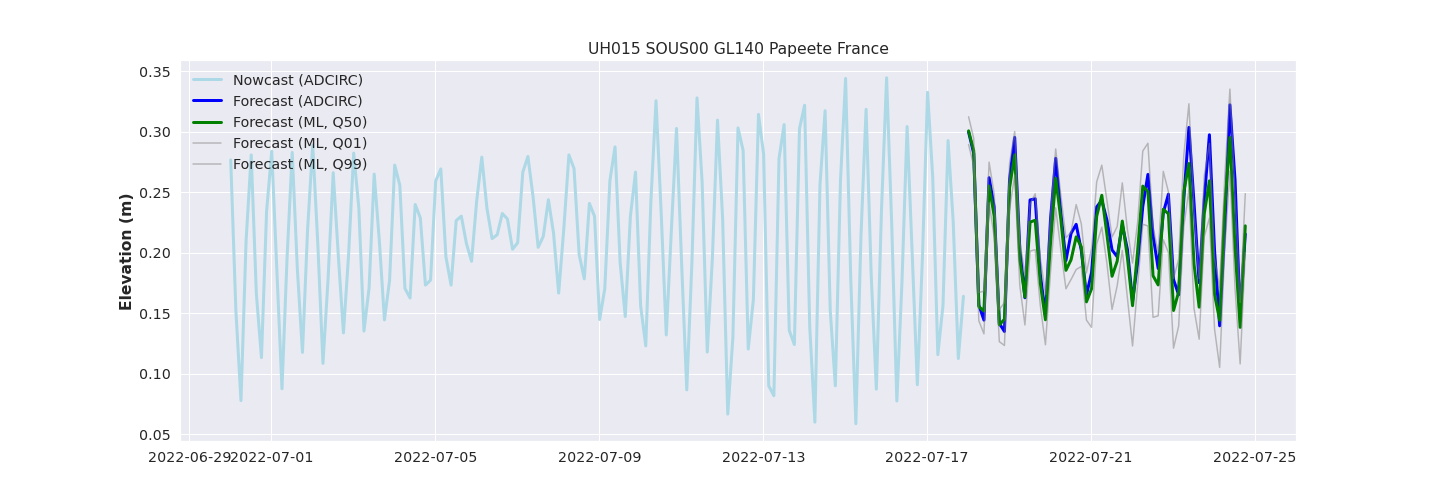 UH015 SOUS00 GL140 Papeete France
Nowcast (ADCIRC)
Forecast (ADCIRC)
Forecast (ML, Q50)
Forecast (ML, Q01)
Forecast (ML, Q99)
Elevation (m)
0.35
0.30
0.25
0.20
0.15
0.10
0.05
2022-06-29 2022-07-01 2022-07-05 2022-07-09 2022-07-13 2022-07-17 2022-07-21 2022-07-25